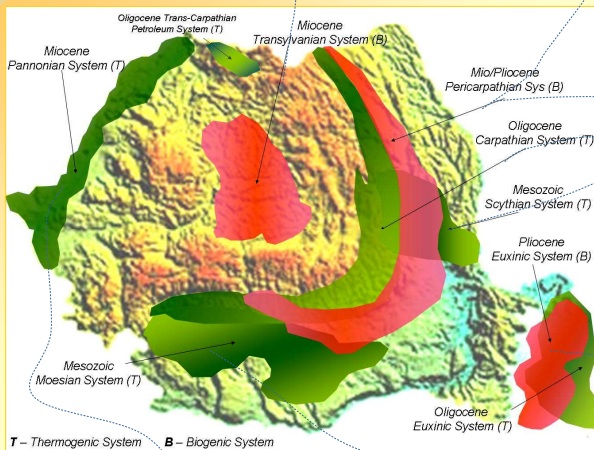 Oligocene Trans-Carpathian
Petroleum System (T)
Miocene
Transylvanian System (B)
Miocene
Pannonian System (T)
Mio/Pliocene
Pericarpathian Sys (B)
Oligocene
Carpathian System (T)
Mesozoic
Scythian System (T)
Pliocene
Euxinic System (B)
Mesozoic
Moesian System (T)
Oligocene
Euxinic System (T)
T – Thermogenic System B – Biogenic System